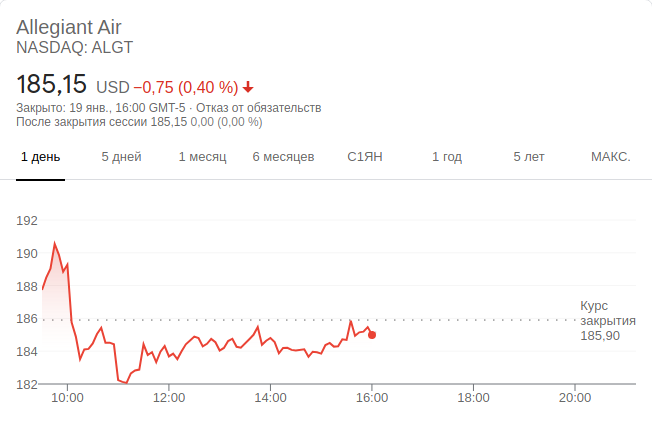 Allegiant Air
NASDAQ: ALGT
185,15 USD −0,75 (0,40 %)
Закрыто: 19 янв., 16:00 GMT-5 · Отказ от обязательств
После закрытия сессии 185,15 0,00 (0,00 %)
1 день 5 дней 1 месяц 6 месяцев С1ЯН 1 год 5 лет МАКС.
192
190
188
186
184
182
Курс
закрытия
185,90
10:00 12:00 14:00 16:00 18:00 20:00